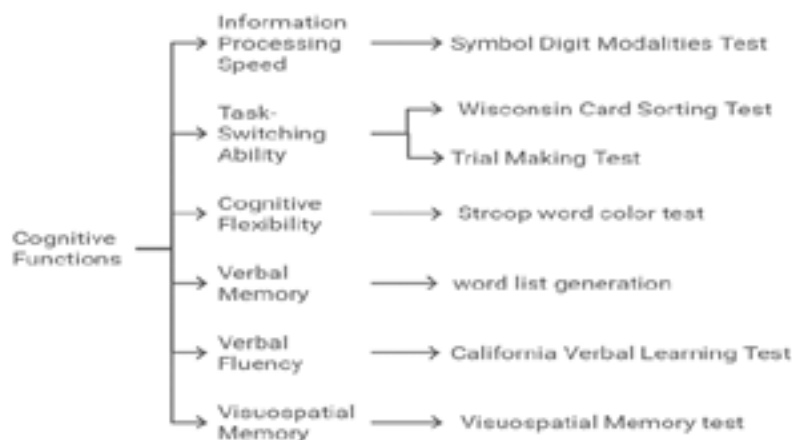 Cognitive
Functions
Information
Processing
Speed
Symbol Digit Modalities Test
Task-
Switching
Ability
Wisconsin Card Sorting Test
Trial Making Test
Cognitive
Flexibility
Stroop word color test
Verbal
Memory
word list generation
Verbal
Fluency
California Verbal Learning Test
Visuospatial
Memory
Visuospatial Memory test